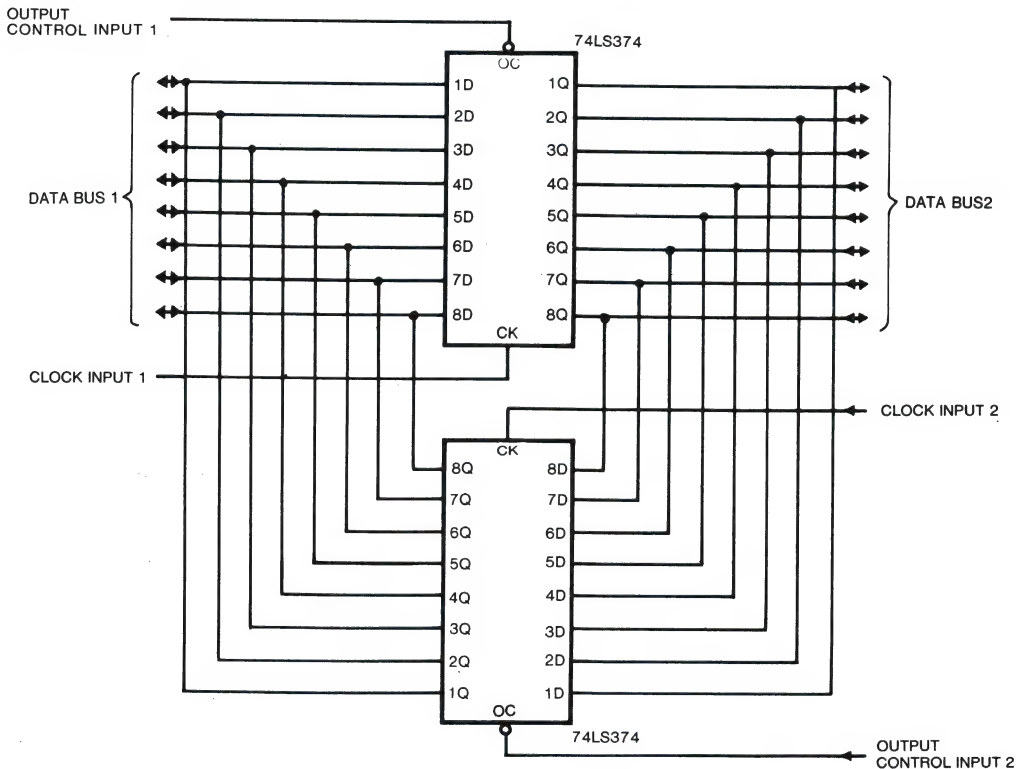 OUTPUT
CONTROL INPUT 1
74LS374
OC
1D
1Q
2D
2Q
3D
3Q
4D
4Q
5D
5Q
6D
6Q
7D
7Q
8D
8Q
CK
DATA BUS 1
DATA BUS2
CLOCK INPUT 1
CLOCK INPUT 2
CK
8Q
8D
7Q
7D
6Q
6D
5Q
5D
4Q
4D
3Q
3D
2Q
2D
1Q
1D
OC
74LS374
OUTPUT
CONTROL INPUT 2